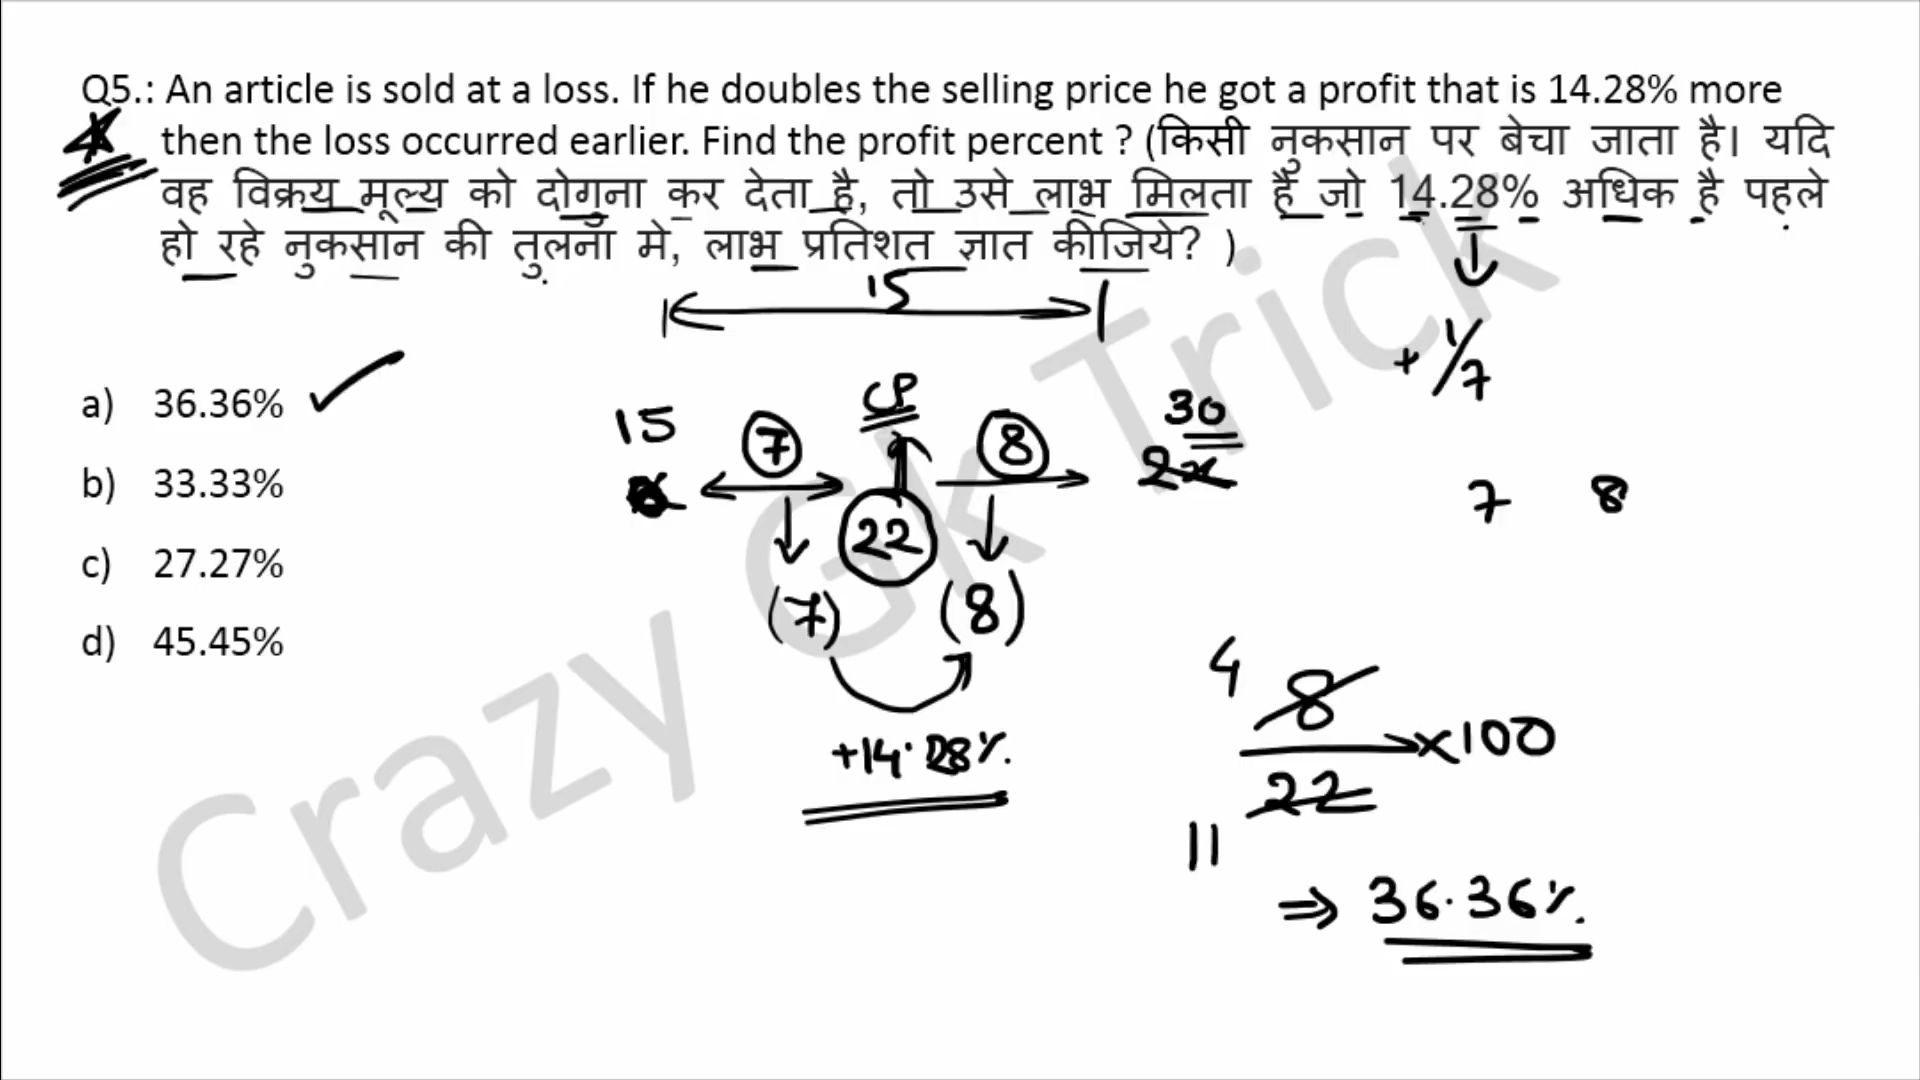 Q5.: An article is sold at a loss. If he doubles the selling price he got a profit that is 14.28% more
then the loss occurred earlier. Find the profit percent ? (किसी नुकसान पर बेचा जाता है। यदि
वह विक्रय मूल्य को दोगुना कर देता है, तो उसे लाभ मिलता है जो 14.28% अधिक है पहले
हो रहे नुकसान की तुलना मे, लाभ प्रतिशत ज्ञात कीजिये? )
15
+ 1/7
a) 36.36%
15 7 CP 8 30
2x
b) 33.33%
7 8
22
c) 27.27%
(7) (8)
d) 45.45%
+14.28%.
4
8
22
×100
11
⇒ 36.36%.
Crazy Gk Trick